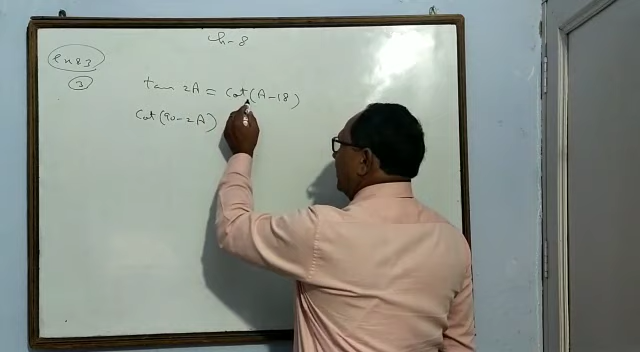 Ch-8
Ex 8.3
3
tan 2A = Cot(A-18)
Cot(90-2A)